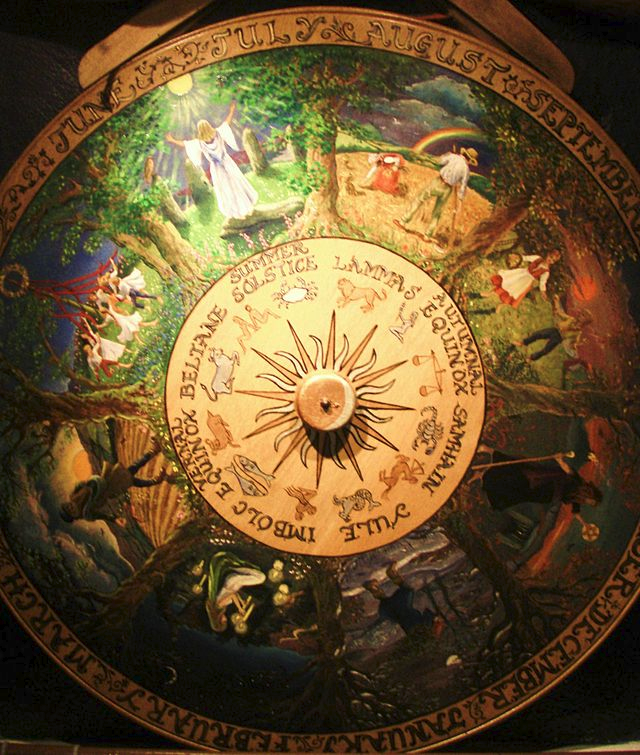 JUNE
JULY
AUGUST
SEPTEMBER
BER
DECEMBER
JANUARY
FEBRUARY
MARCH
SUMMER
SOLSTICE
LAMMAS
AUTUMNAL
EQUINOX
SAMHAIN
YULE
IMBOLC
VERNAL
EQUINOX
BELTANE